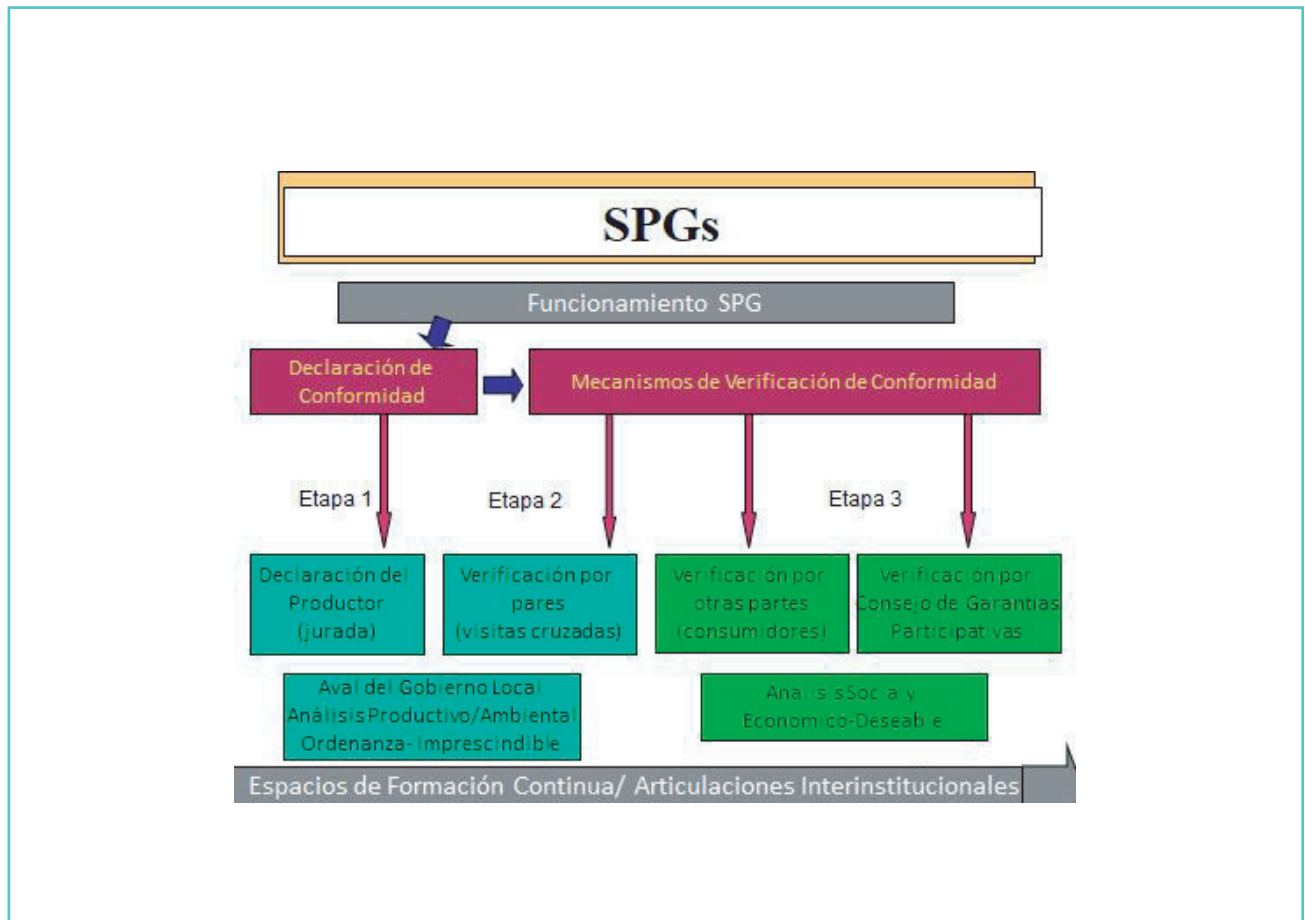 SPGs
Funcionamiento SPG
Declaración de
Conformidad
Mecanismos de Verificación de Conformidad
Etapa 1
Etapa 2
Etapa 3
Declaración del
Productor
(jurada)
Verificación por
pares
(visitas cruzadas)
Verificación por
otras partes
(consumidores)
Verificación por
Consejo de Garantías
Participativas
Aval del Gobierno Local
Análisis Productivo/Ambiental
Ordenanza- Imprescindible
Análisis Social y
Economico-Deseable
Espacios de Formación Continua/ Articulaciones Interinstitucionales